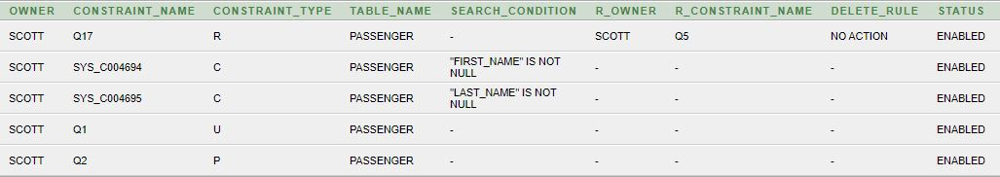 OWNER CONSTRAINT_NAME CONSTRAINT_TYPE TABLE_NAME SEARCH_CONDITION R_OWNER R_CONSTRAINT_NAME DELETE_RULE STATUS
SCOTT Q17 R PASSENGER - SCOTT Q5 NO ACTION ENABLED
SCOTT SYS_C004694 C PASSENGER "FIRST_NAME" IS NOT
NULL - - - ENABLED
SCOTT SYS_C004695 C PASSENGER "LAST_NAME" IS NOT
NULL - - - ENABLED
SCOTT Q1 U PASSENGER - - - - ENABLED
SCOTT Q2 P PASSENGER - - - - ENABLED